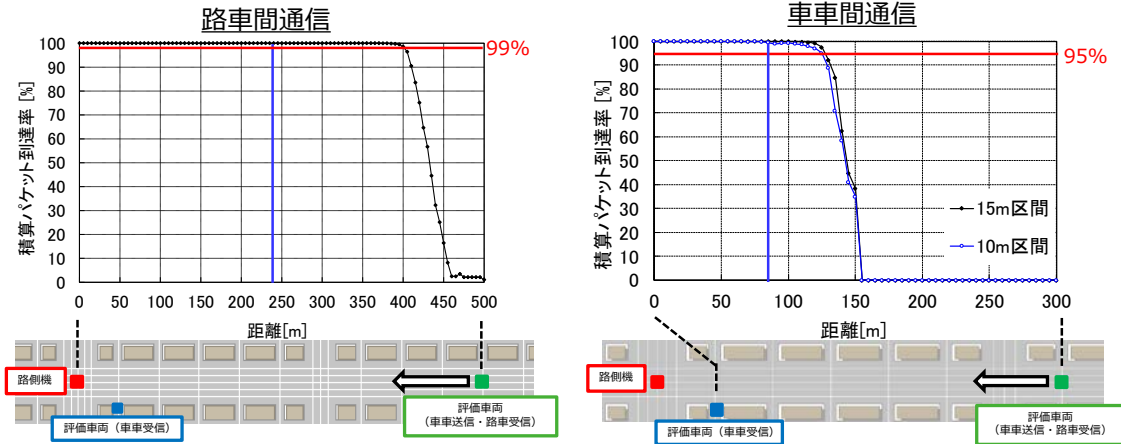 路車間通信
99%
積算パケット到達率 [%]
100
90
80
70
60
50
40
30
20
10
0
0 50 100 150 200 250 300 350 400 450 500
距離[m]
路側機
評価車両（車車受信）
評価車両
（車車送信・路車受信）
車車間通信
95%
積算パケット到達率 [%]
100
90
80
70
60
50
40
30
20
10
0
15m区間
10m区間
0 50 100 150 200 250 300
距離[m]
路側機
評価車両（車車受信）
評価車両
（車車送信・路車受信）